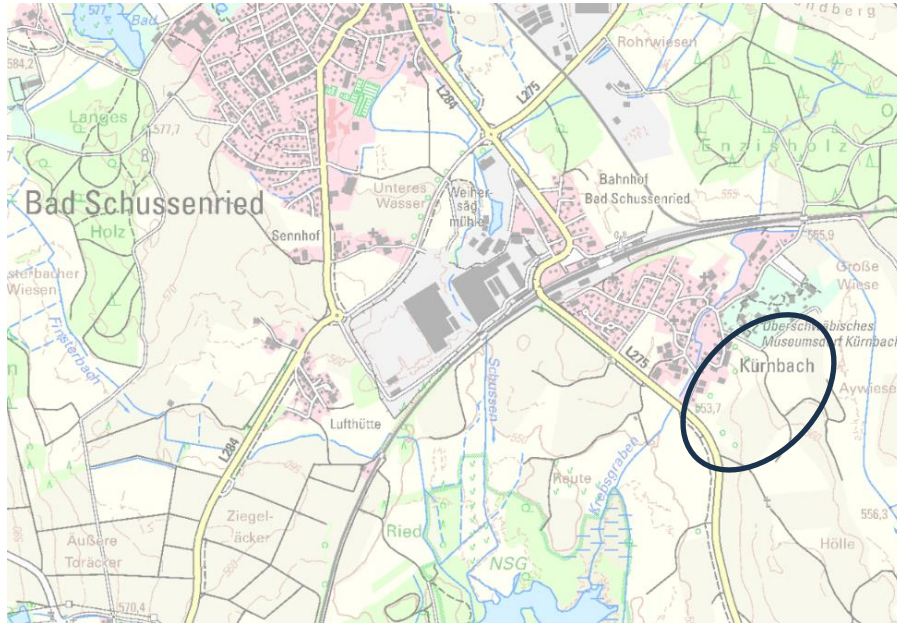 577
Bad
584,2
Langes
577,7
Bad Schussenried
Holz
Sennhof
Unteres
Wasser
Weiher-
säg
mühle
L284
L275
Rohrwiesen
Enzisholz
Bahnhof
Bad Schussenried
555,9
Große
Wiese
Oberschwäbisches
Museumsdorf Kürnbach
Kürnbach
Aywiese
L275
553,7
Finsterbach
Lufthütte
L284
Schussen
Krebsgraben
Reute
Ried
NSG
Ziegel-
äcker
Äußere
Toräcker
570,4
556,3
Hölle